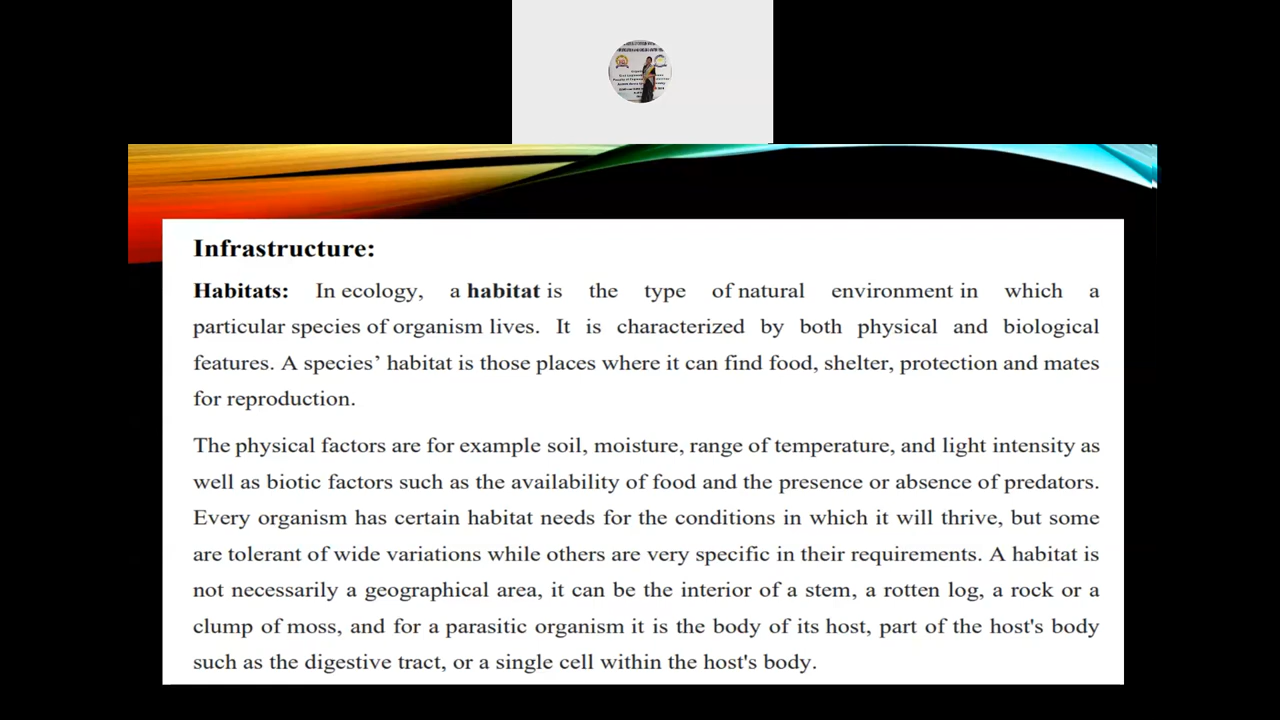 Infrastructure:
Habitats: In ecology, a habitat is the type of natural environment in which a
particular species of organism lives. It is characterized by both physical and biological
features. A species’ habitat is those places where it can find food, shelter, protection and mates
for reproduction.
The physical factors are for example soil, moisture, range of temperature, and light intensity as
well as biotic factors such as the availability of food and the presence or absence of predators.
Every organism has certain habitat needs for the conditions in which it will thrive, but some
are tolerant of wide variations while others are very specific in their requirements. A habitat is
not necessarily a geographical area, it can be the interior of a stem, a rotten log, a rock or a
clump of moss, and for a parasitic organism it is the body of its host, part of the host's body
such as the digestive tract, or a single cell within the host's body.